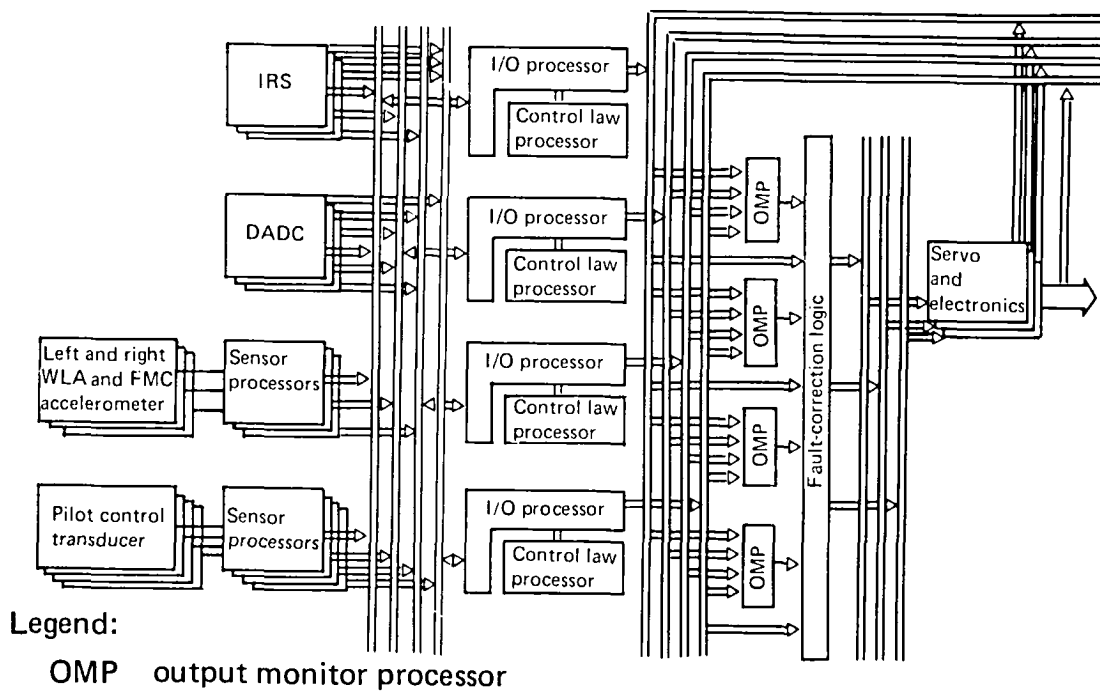 IRS
I/O processor
Control law
processor
DADC
I/O processor
Control law
processor
OMP
Servo
and
electronics
OMP
Left and right
WLA and FMC
accelerometer
Sensor
processors
I/O processor
Control law
processor
OMP
Fault-correction logic
Pilot control
transducer
Sensor
processors
I/O processor
Control law
processor
OMP
Legend:
OMP output monitor processor